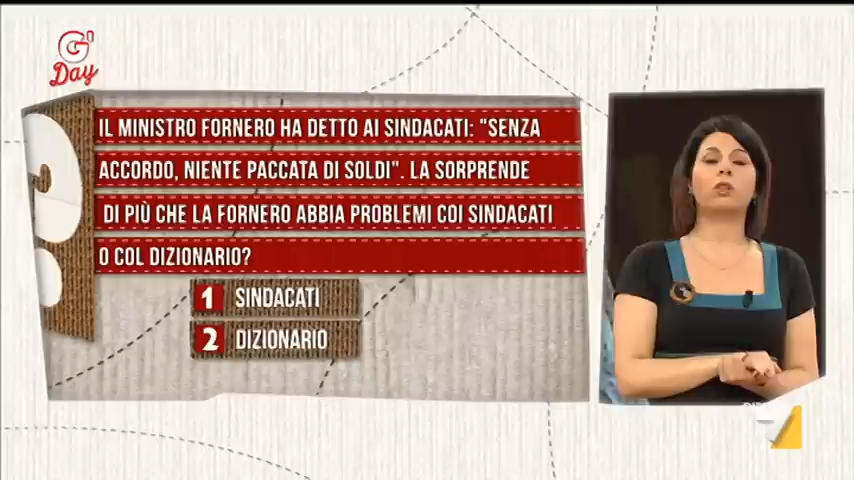 G'
Day
IL MINISTRO FORNERO HA DETTO AI SINDACATI: "SENZA
ACCORDO, NIENTE PACCATA DI SOLDI". LA SORPRENDE
DI PIÙ CHE LA FORNERO ABBIA PROBLEMI COI SINDACATI
O COL DIZIONARIO?
1 SINDACATI
2 DIZIONARIO